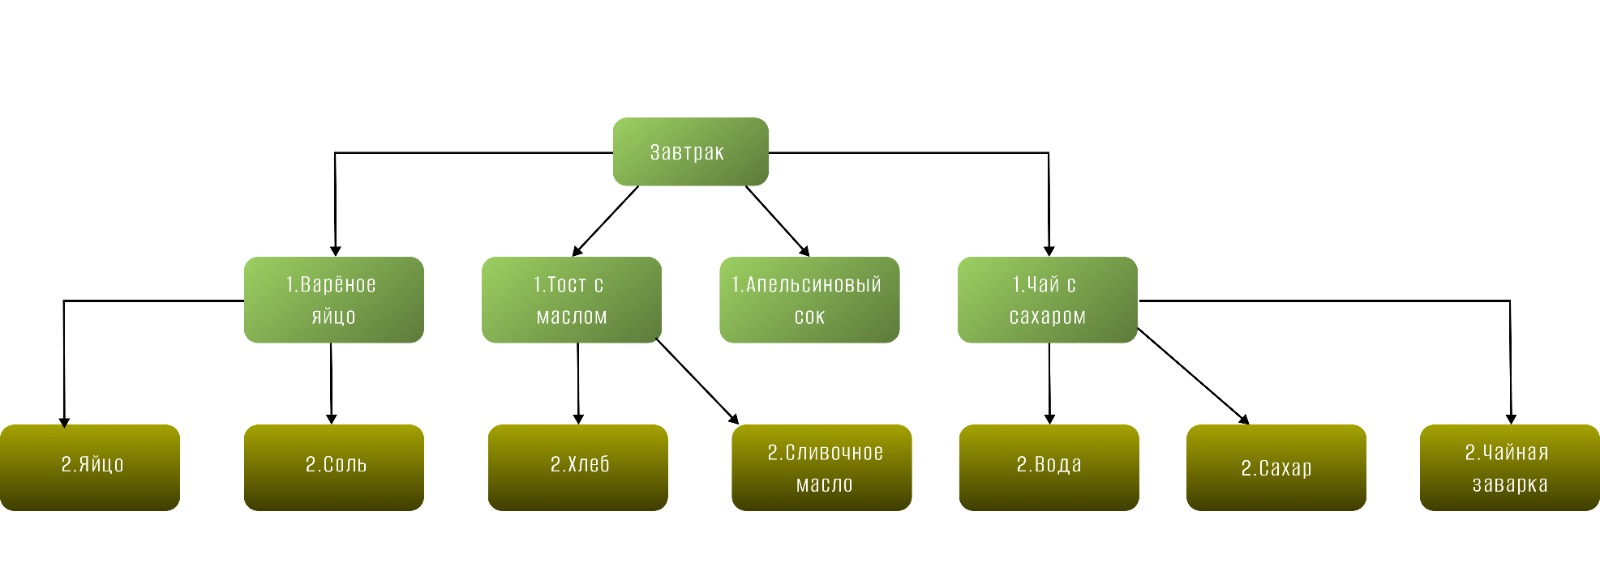 Завтрак
1.Варёное
яйцо
1.Тост с
маслом
1.Апельсиновый
сок
1.Чай с
сахаром
2.Яйцо
2.Соль
2.Хлеб
2.Сливочное
масло
2.Вода
2.Сахар
2.Чайная
заварка